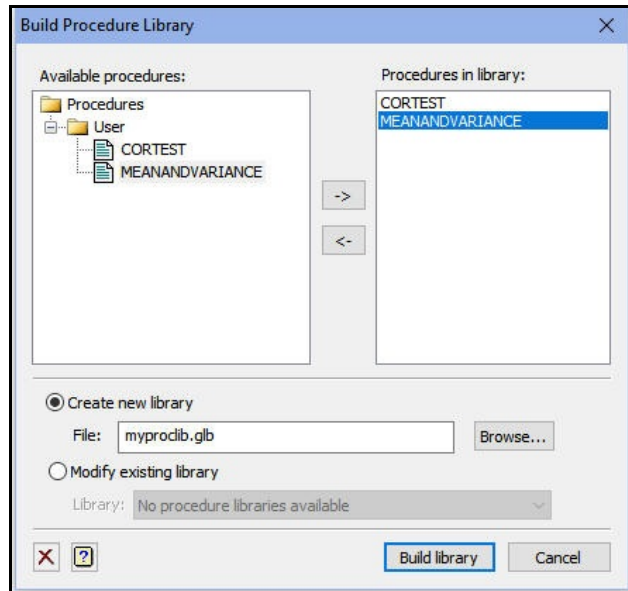 Build Procedure Library
Available procedures:
Procedures
User
CORTEST
MEANANDVARIANCE
->
<-
Procedures in library:
CORTEST
MEANANDVARIANCE
Create new library
File: myproclib.glb Browse...
Modify existing library
Library: No procedure libraries available
? Build library Cancel